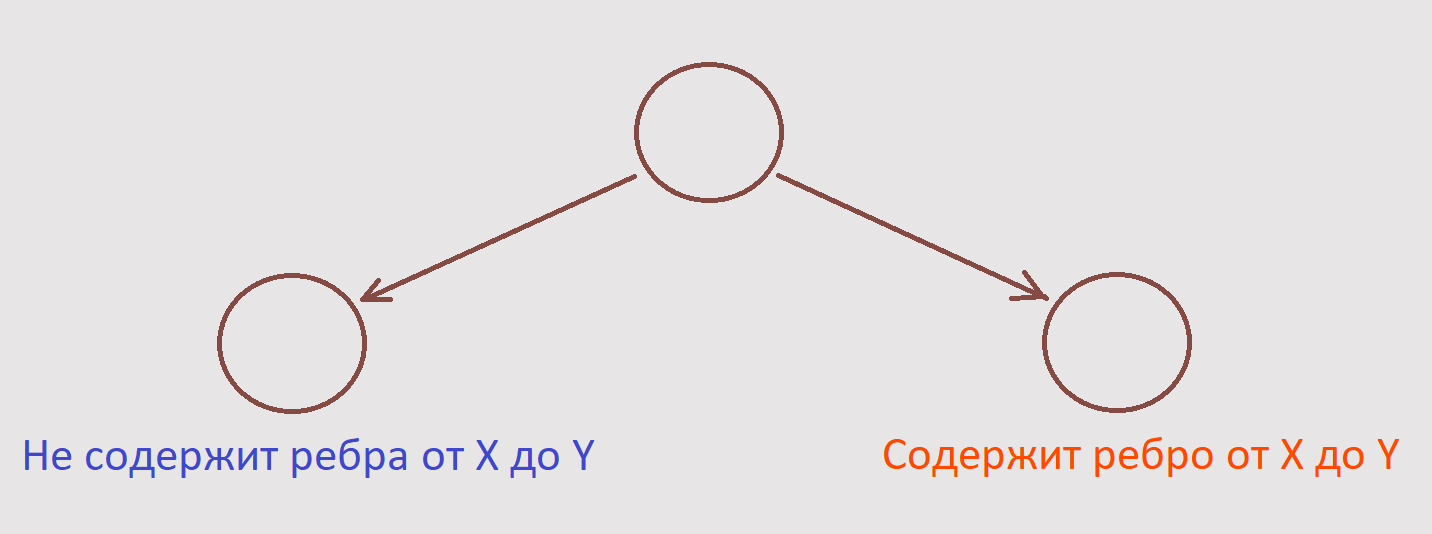 Не содержит ребра от X до Y
Содержит ребро от X до Y